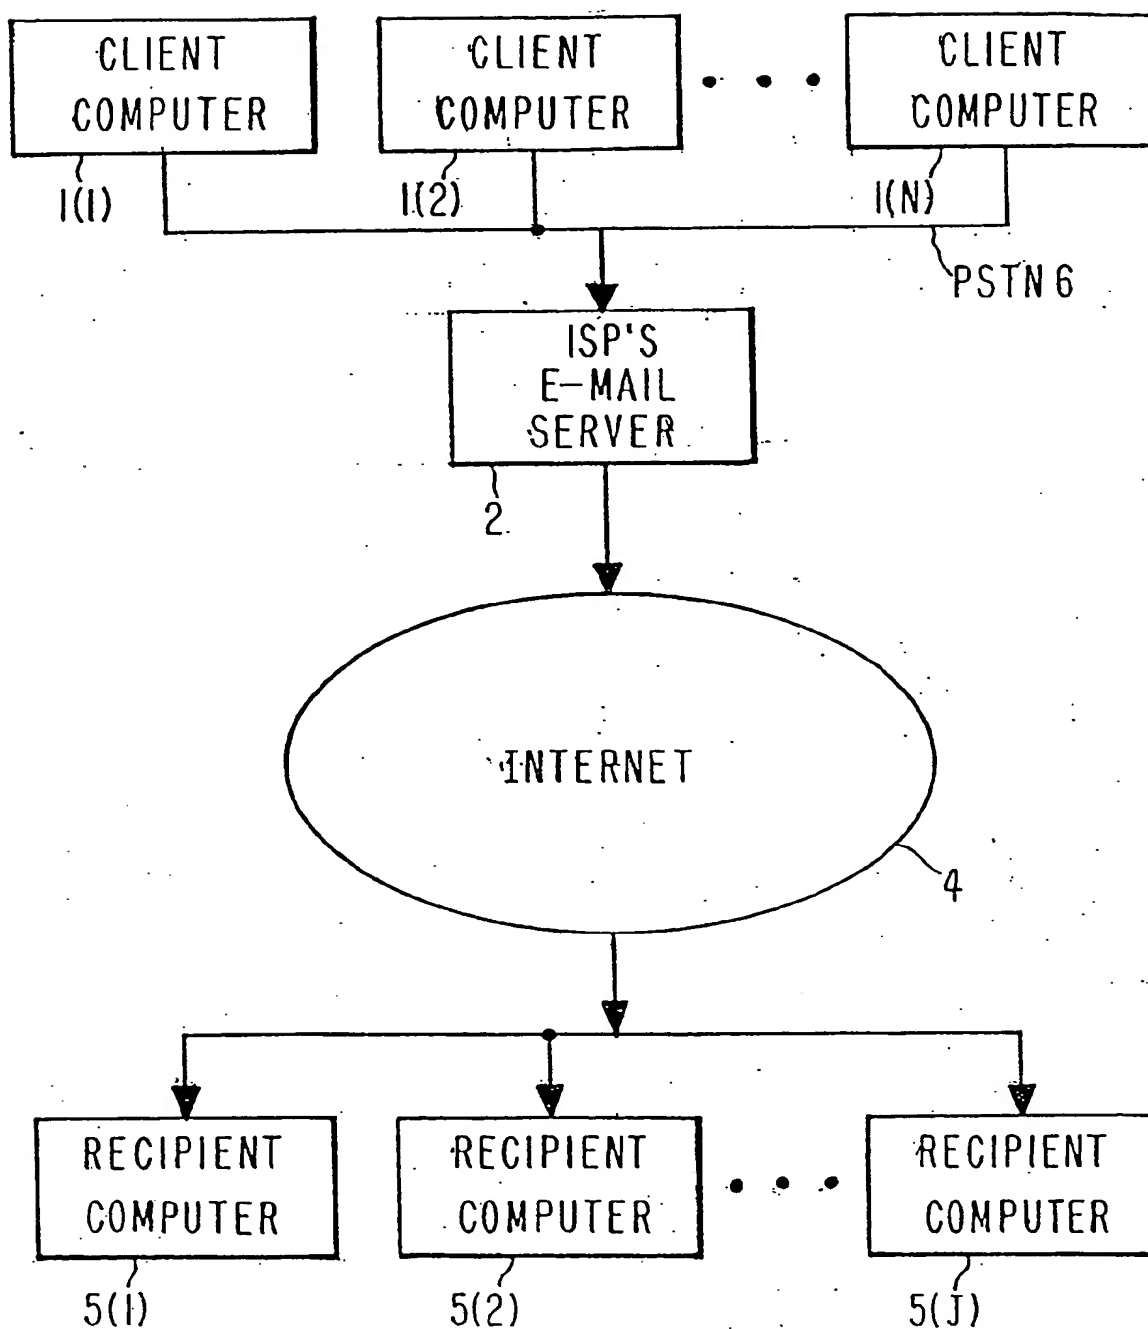 CLIENT
COMPUTER
CLIENT
COMPUTER
CLIENT
COMPUTER
1(1)
1(2)
1(N)
PSTN 6
ISP'S
E-MAIL
SERVER
2
INTERNET
4
RECIPIENT
COMPUTER
RECIPIENT
COMPUTER
RECIPIENT
COMPUTER
5(1)
5(2)
5(J)